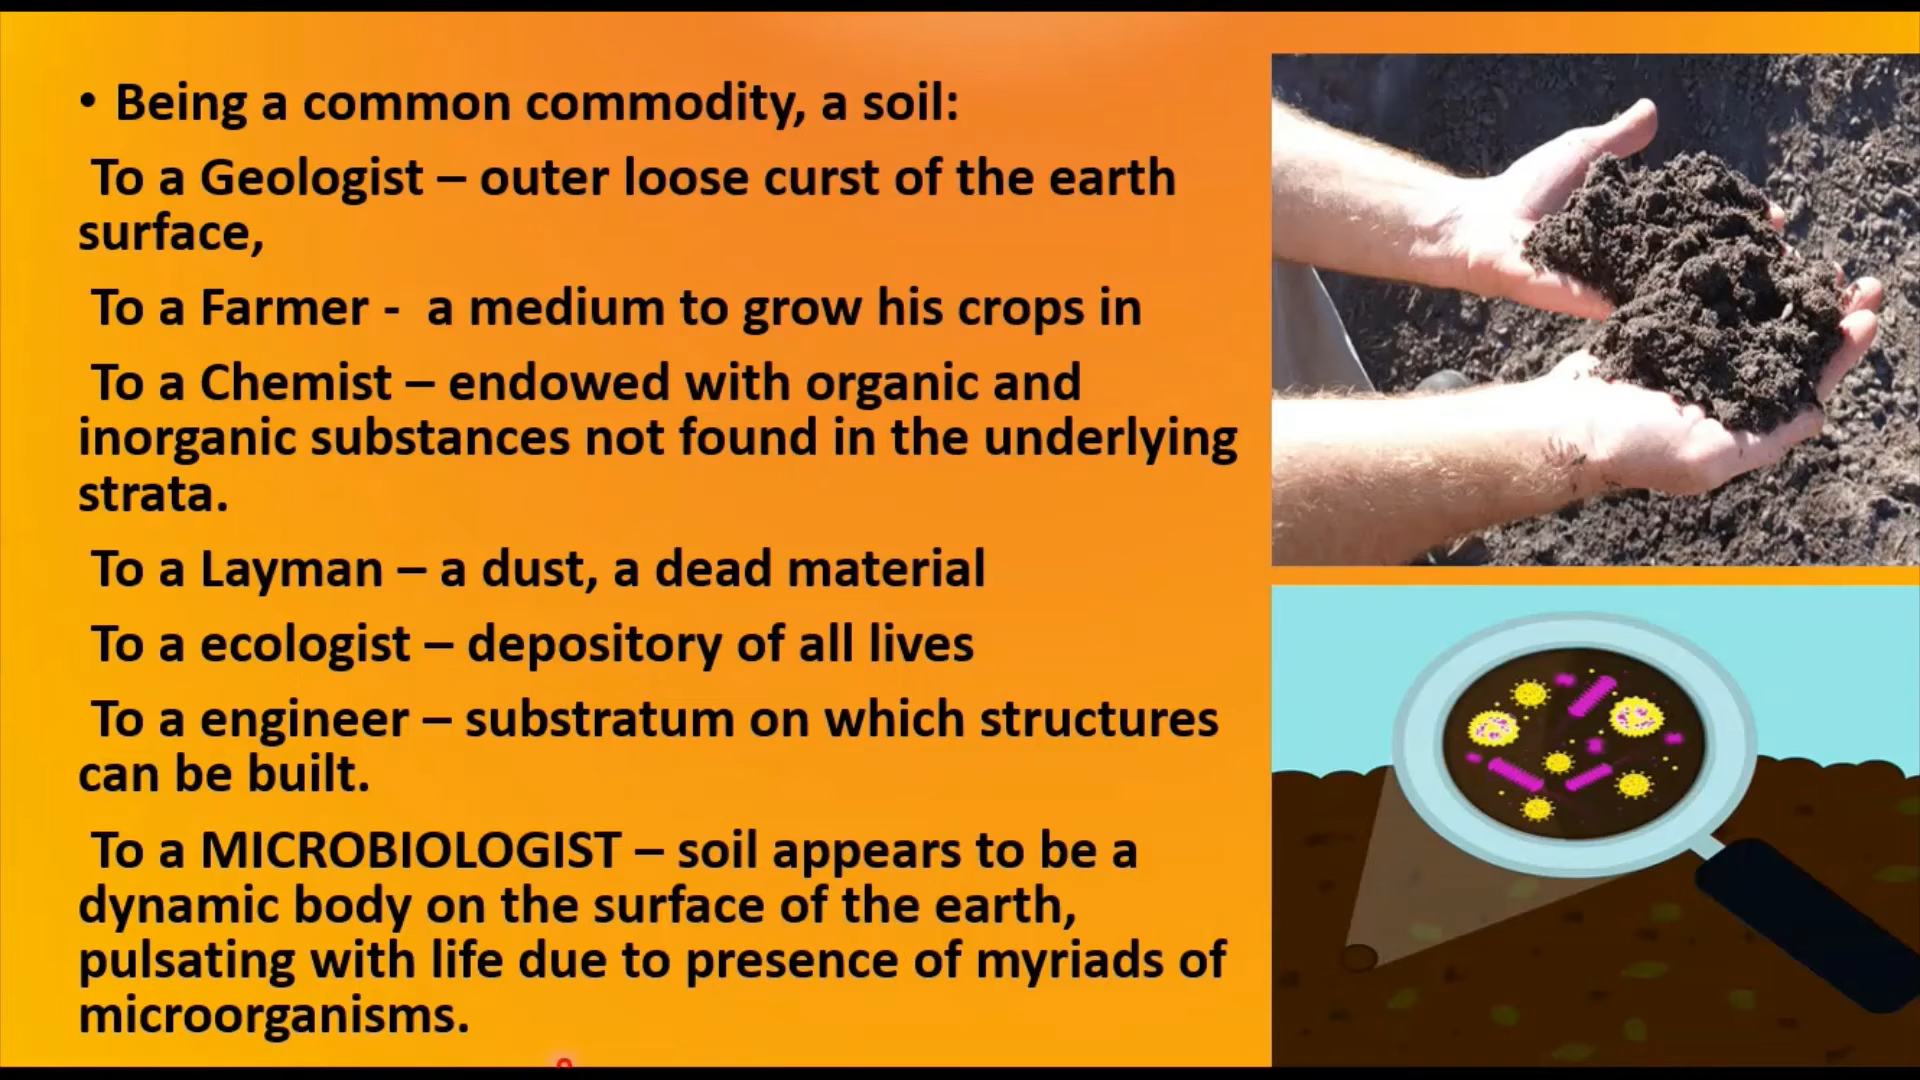 • Being a common commodity, a soil:
To a Geologist – outer loose curst of the earth
surface,
To a Farmer - a medium to grow his crops in
To a Chemist – endowed with organic and
inorganic substances not found in the underlying
strata.
To a Layman – a dust, a dead material
To a ecologist – depository of all lives
To a engineer – substratum on which structures
can be built.
To a MICROBIOLOGIST – soil appears to be a
dynamic body on the surface of the earth,
pulsating with life due to presence of myriads of
microorganisms.